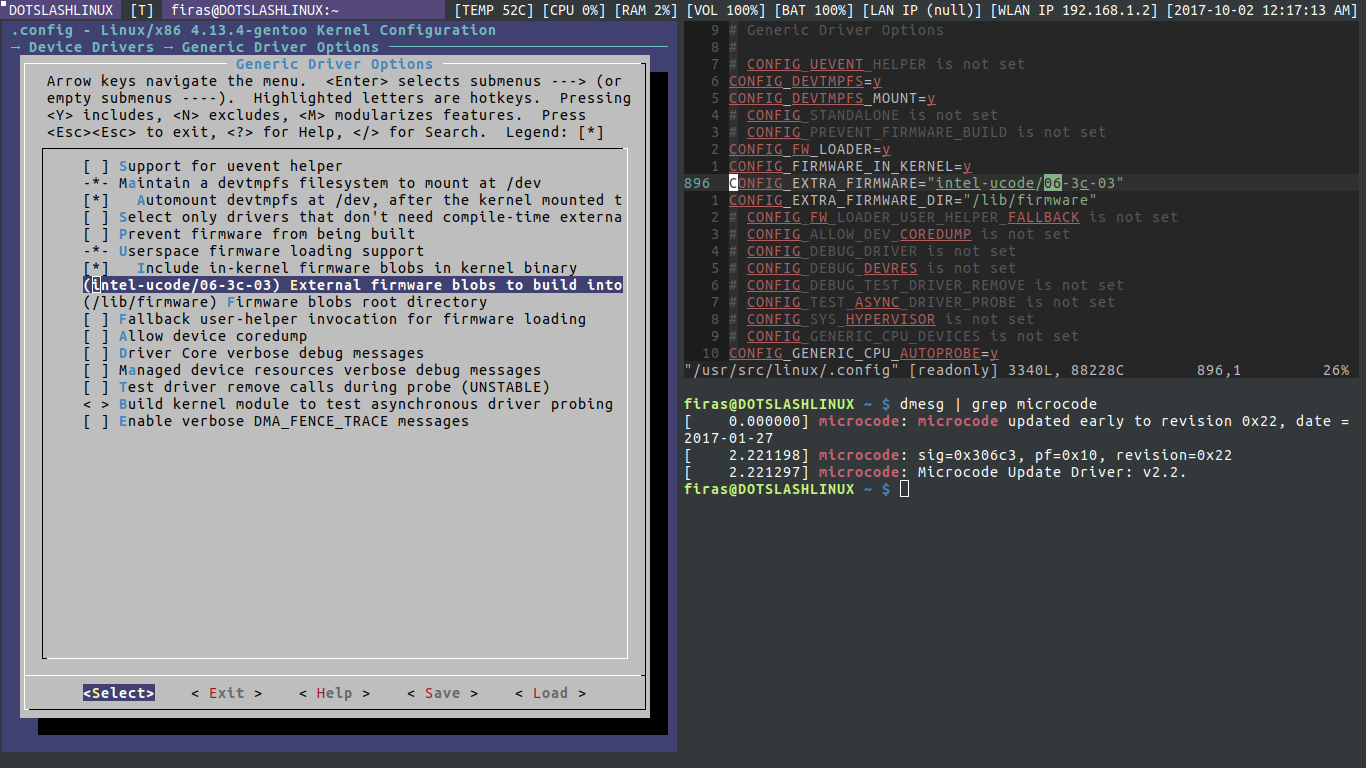 DOTSLASHLINUX [T] firas@DOTSLASHLINUX:~ [TEMP 52C] [CPU 0%] [RAM 2%] [VOL 100%] [BAT 100%] [LAN IP (null)] [WLAN IP 192.168.1.2] [2017-10-02 12:17:13 AM]
.config - Linux/x86 4.13.4-gentoo Kernel Configuration
→ Device Drivers → Generic Driver Options
Generic Driver Options
Arrow keys navigate the menu.  <Enter> selects submenus ---> (or
empty submenus ----).  Highlighted letters are hotkeys.  Pressing
<Y> includes, <N> excludes, <M> modularizes features.  Press
<Esc><Esc> to exit, <?> for Help, </> for Search.  Legend: [*]
[ ] Support for uevent helper
-*- Maintain a devtmpfs filesystem to mount at /dev
[*]   Automount devtmpfs at /dev, after the kernel mounted t
[ ] Select only drivers that don't need compile-time externa
[ ] Prevent firmware from being built
-*- Userspace firmware loading support
[*]   Include in-kernel firmware blobs in kernel binary
(intel-ucode/06-3c-03) External firmware blobs to build into
(/lib/firmware) Firmware blobs root directory
[ ] Fallback user-helper invocation for firmware loading
[ ] Allow device coredump
[ ] Driver Core verbose debug messages
[ ] Managed device resources verbose debug messages
[ ] Test driver remove calls during probe (UNSTABLE)
< > Build kernel module to test asynchronous driver probing
[ ] Enable verbose DMA_FENCE_TRACE messages
<Select>    < Exit >    < Help >    < Save >    < Load >
9 # Generic Driver Options
8 #
7 # CONFIG_UEVENT_HELPER is not set
6 CONFIG_DEVTMPFS=y
5 CONFIG_DEVTMPFS_MOUNT=y
4 # CONFIG_STANDALONE is not set
3 # CONFIG_PREVENT_FIRMWARE_BUILD is not set
2 CONFIG_FW_LOADER=y
1 CONFIG_FIRMWARE_IN_KERNEL=y
896 CONFIG_EXTRA_FIRMWARE="intel-ucode/06-3c-03"
1 CONFIG_EXTRA_FIRMWARE_DIR="/lib/firmware"
2 # CONFIG_FW_LOADER_USER_HELPER_FALLBACK is not set
3 # CONFIG_ALLOW_DEV_COREDUMP is not set
4 # CONFIG_DEBUG_DRIVER is not set
5 # CONFIG_DEBUG_DEVRES is not set
6 # CONFIG_DEBUG_TEST_DRIVER_REMOVE is not set
7 # CONFIG_TEST_ASYNC_DRIVER_PROBE is not set
8 # CONFIG_SYS_HYPERVISOR is not set
9 # CONFIG_GENERIC_CPU_DEVICES is not set
10 CONFIG_GENERIC_CPU_AUTOPROBE=y
"/usr/src/linux/.config" [readonly] 3340L, 88228C 896,1 26%
firas@DOTSLASHLINUX ~ $ dmesg | grep microcode
[    0.000000] microcode: microcode updated early to revision 0x22, date =
2017-01-27
[    2.221198] microcode: sig=0x306c3, pf=0x10, revision=0x22
[    2.221297] microcode: Microcode Update Driver: v2.2.
firas@DOTSLASHLINUX ~ $